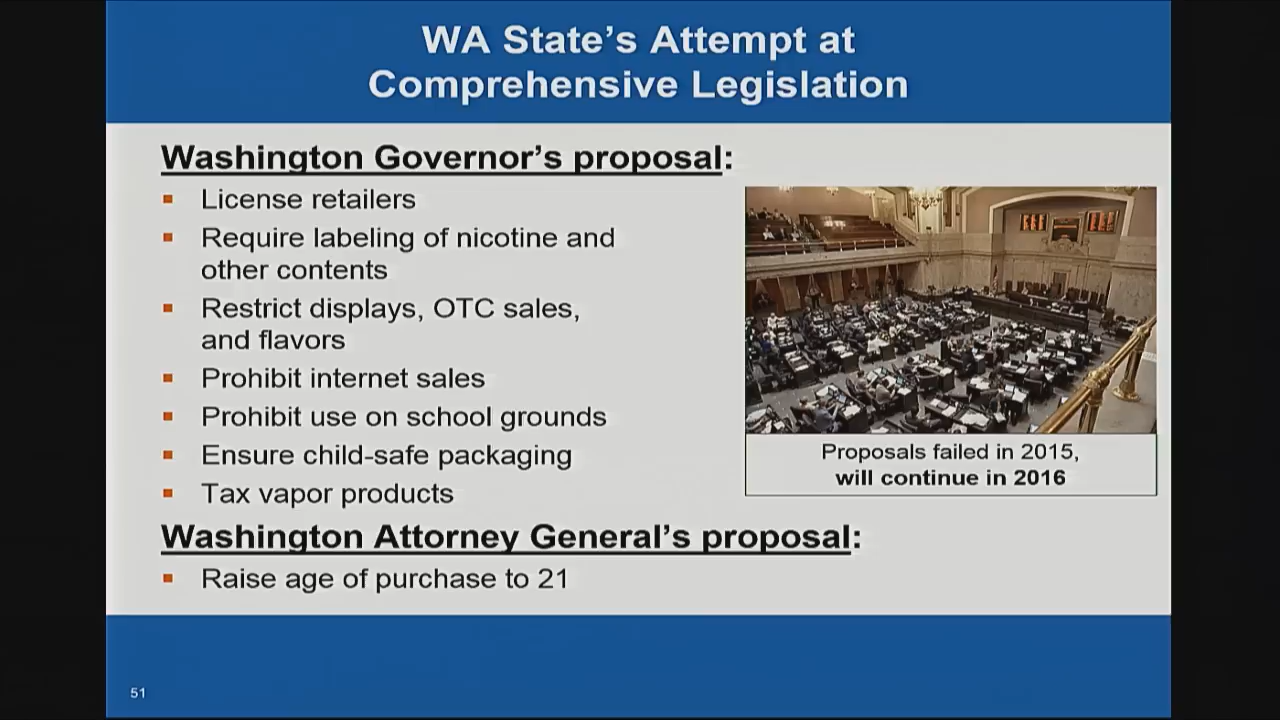 WA State's Attempt at
Comprehensive Legislation
Washington Governor's proposal:
▪ License retailers
▪ Require labeling of nicotine and
other contents
▪ Restrict displays, OTC sales,
and flavors
▪ Prohibit internet sales
▪ Prohibit use on school grounds
▪ Ensure child-safe packaging
▪ Tax vapor products
Proposals failed in 2015,
will continue in 2016
Washington Attorney General's proposal:
▪ Raise age of purchase to 21
51